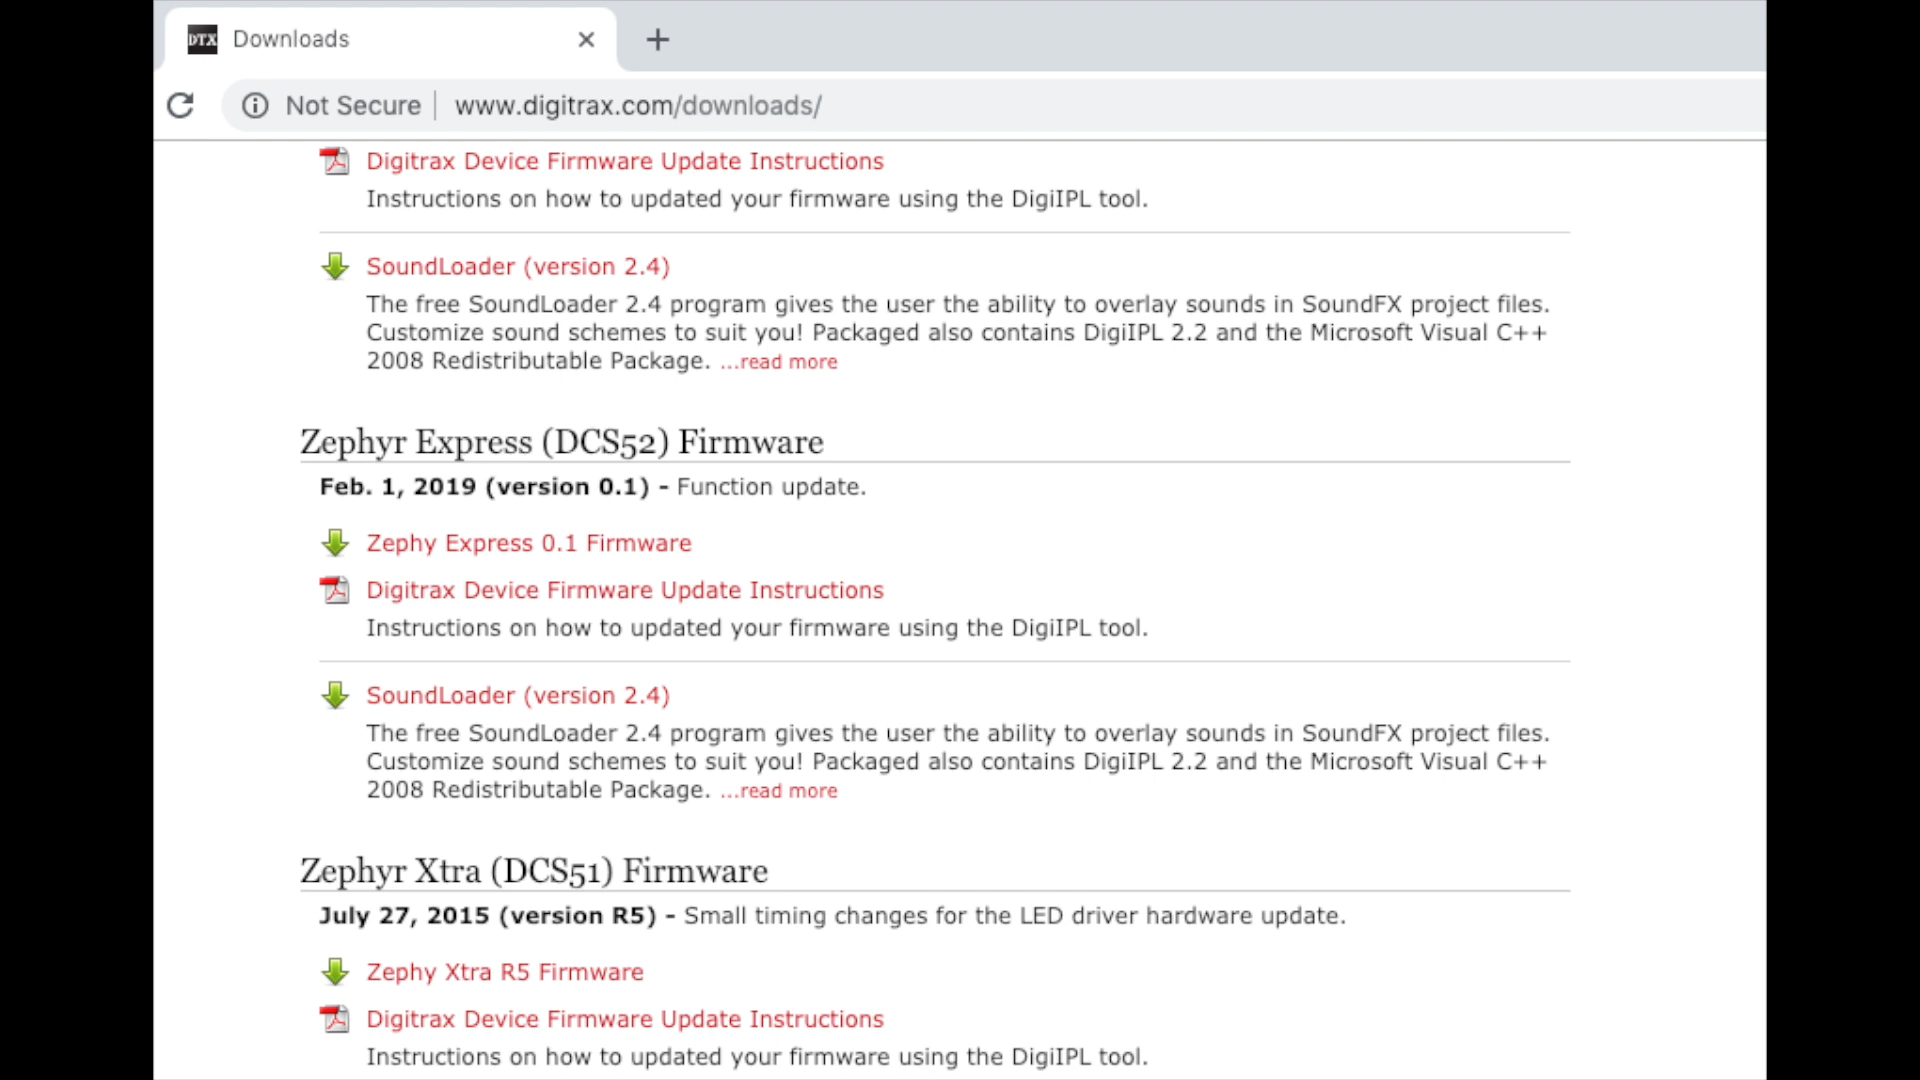 DTX Downloads
Not Secure www.digitrax.com/downloads/
Digitrax Device Firmware Update Instructions
Instructions on how to updated your firmware using the DigiIPL tool.
SoundLoader (version 2.4)
The free SoundLoader 2.4 program gives the user the ability to overlay sounds in SoundFX project files.
Customize sound schemes to suit you! Packaged also contains DigiIPL 2.2 and the Microsoft Visual C++
2008 Redistributable Package. ...read more
Zephyr Express (DCS52) Firmware
Feb. 1, 2019 (version 0.1) - Function update.
Zephy Express 0.1 Firmware
Digitrax Device Firmware Update Instructions
Instructions on how to updated your firmware using the DigiIPL tool.
SoundLoader (version 2.4)
The free SoundLoader 2.4 program gives the user the ability to overlay sounds in SoundFX project files.
Customize sound schemes to suit you! Packaged also contains DigiIPL 2.2 and the Microsoft Visual C++
2008 Redistributable Package. ...read more
Zephyr Xtra (DCS51) Firmware
July 27, 2015 (version R5) - Small timing changes for the LED driver hardware update.
Zephy Xtra R5 Firmware
Digitrax Device Firmware Update Instructions
Instructions on how to updated your firmware using the DigiIPL tool.